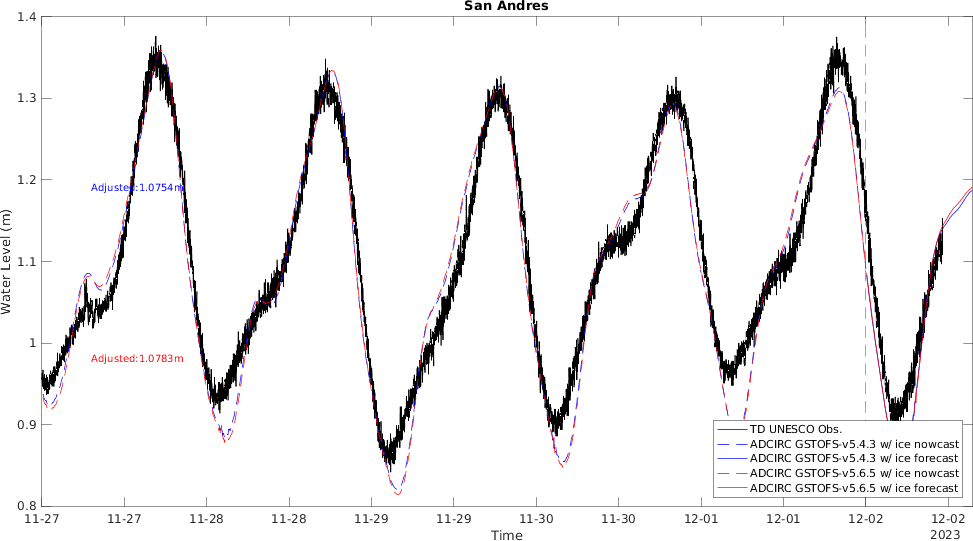 San Andres
1.4
1.3
1.2
1.1
1
0.9
0.8
Water Level (m)
Adjusted:1.0754m
Adjusted:1.0783m
TD UNESCO Obs.
ADCIRC GSTOFS-v5.4.3 w/ ice nowcast
ADCIRC GSTOFS-v5.4.3 w/ ice forecast
ADCIRC GSTOFS-v5.6.5 w/ ice nowcast
ADCIRC GSTOFS-v5.6.5 w/ ice forecast
11-27 11-27 11-28 11-28 11-29 11-29 11-30 11-30 12-01 12-01 12-02 12-02
2023
Time